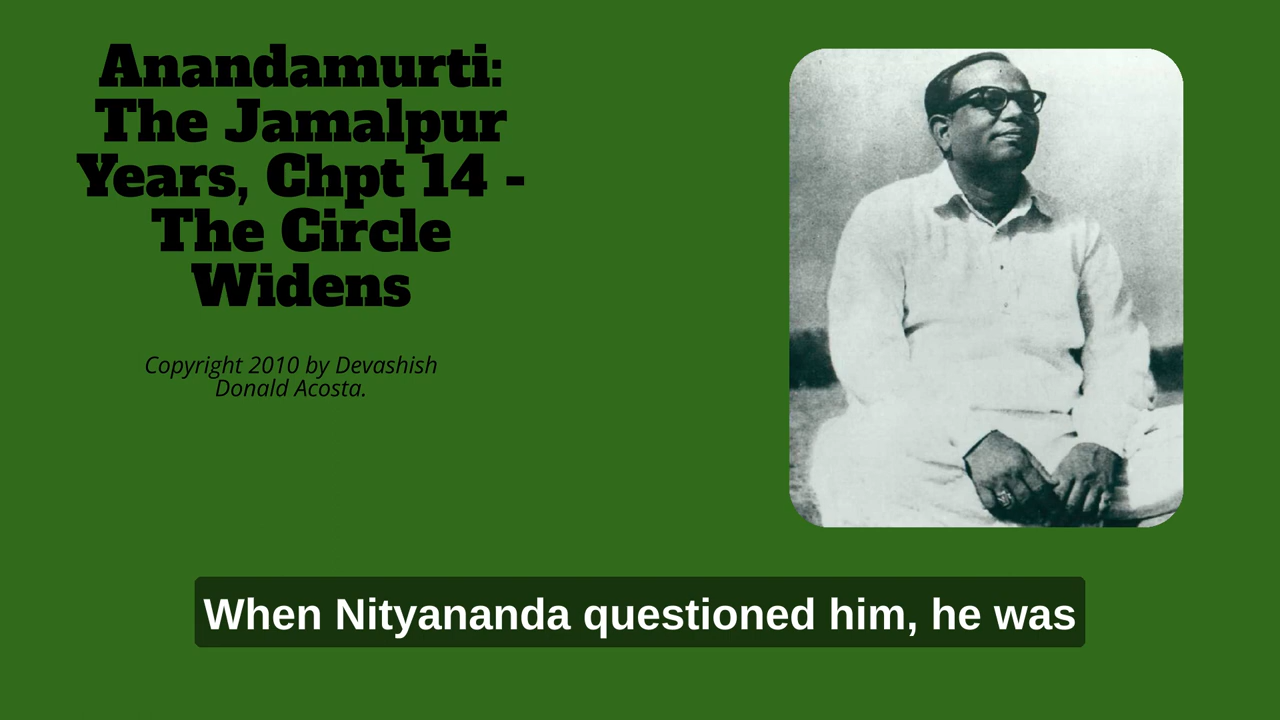 Anandamurti:
The Jamalpur
Years, Chpt 14 -
The Circle
Widens
Copyright 2010 by Devashish
Donald Acosta.
When Nityananda questioned him, he was